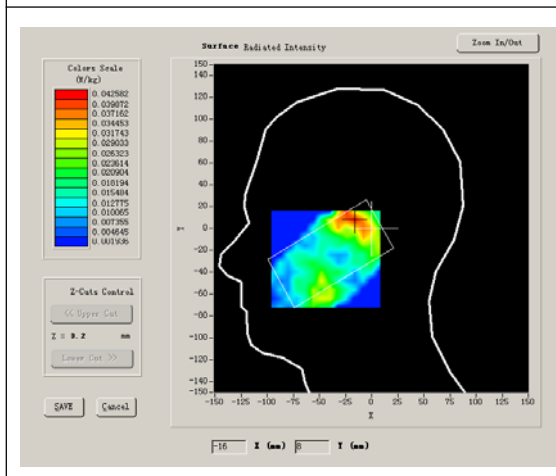 Surface Radiated Intensity
Zoom In/Out
Colors Scale
(W/kg)
0.042582
0.039872
0.037162
0.034453
0.031743
0.029033
0.026323
0.023614
0.020904
0.018194
0.015484
0.012775
0.010065
0.007355
0.004645
0.001936
Z-Cuts Control
<< Upper Cut
Z = 3.2 mm
Lower Cut >>
SAVE
Cancel
150
120
100
80
60
40
20
0
-20
-40
-60
-80
-100
-120
-140
-150
Y
-150 -125 -100 -75 -50 -25 0 25 50 75 100 125 150
X
-16 X (mm) 8 Y (mm)